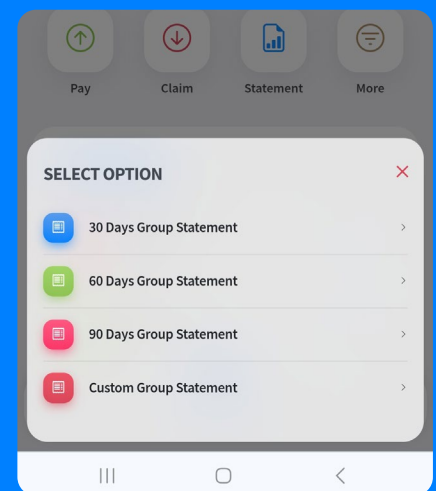 Pay
Claim
Statement
More
SELECT OPTION
30 Days Group Statement
60 Days Group Statement
90 Days Group Statement
Custom Group Statement